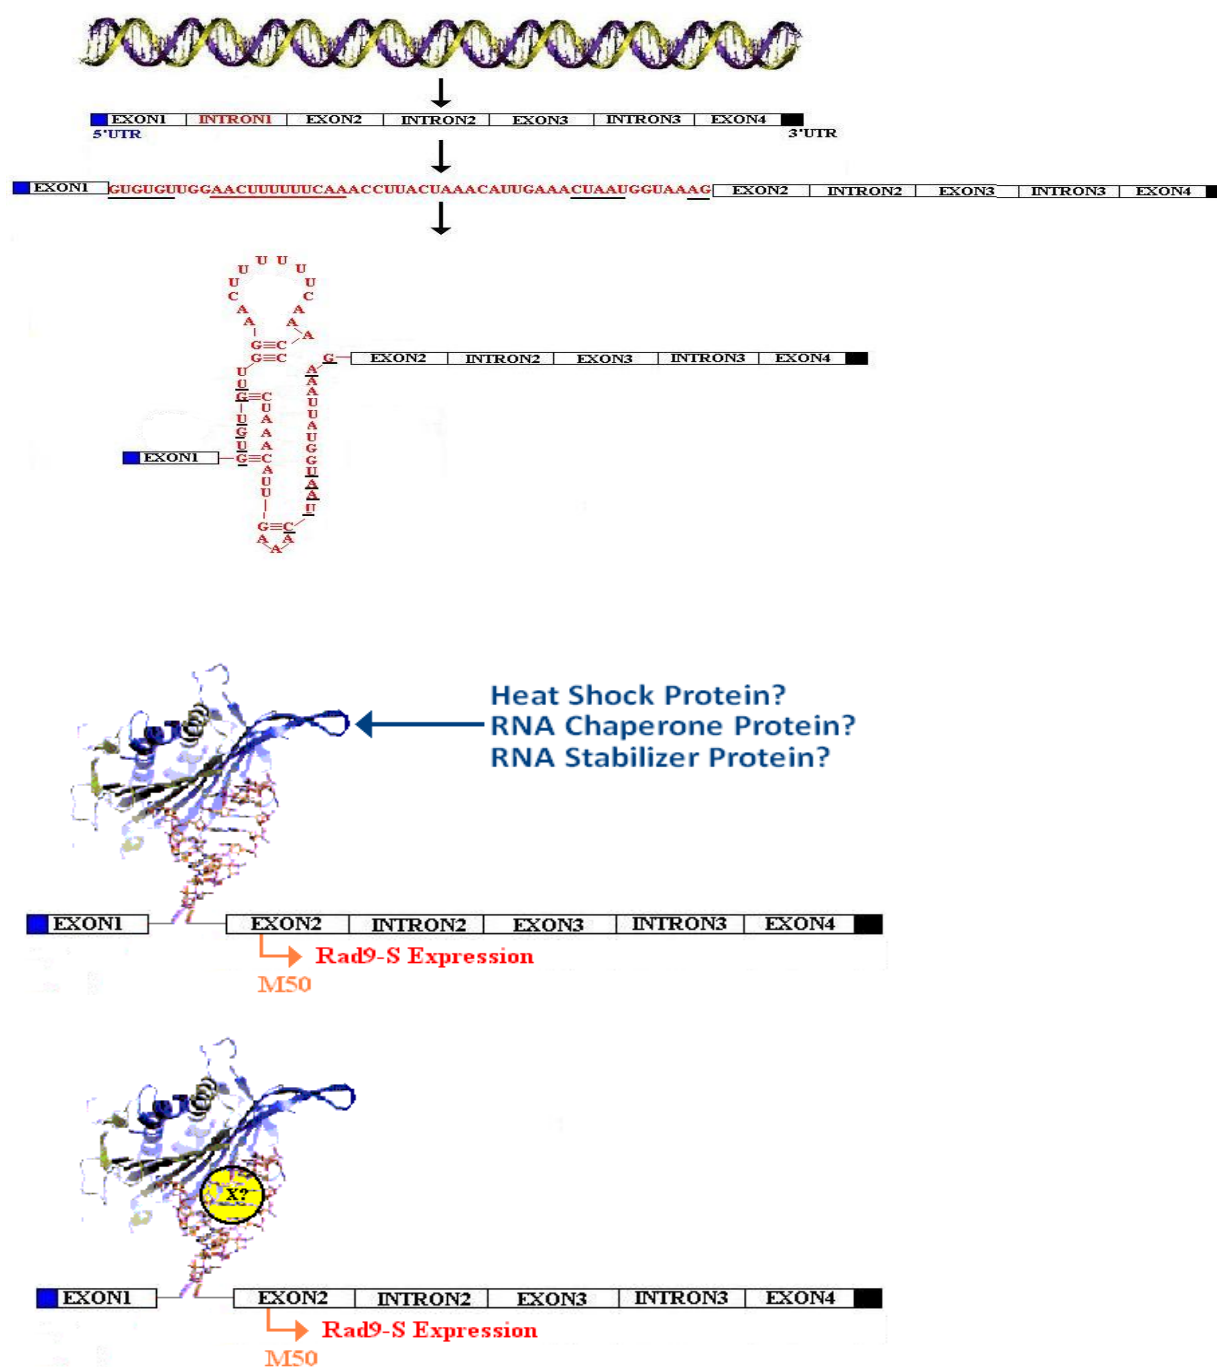 EXON1 INTRON1 EXON2 INTRON2 EXON3 INTRON3 EXON4
5'UTR 3'UTR
EXON1 GUGUGUUGGAACUUUUUUCAAACCUUACUAAACAUUGAAACUAAUGGUAAAG EXON2 INTRON2 EXON3 INTRON3 EXON4
GUGUGUUGGAACUUUUUUCAAACC
CUAAACAUUGAAACUAAUGGUAUUAAAG
EXON2 INTRON2 EXON3 INTRON3 EXON4
EXON1
Heat Shock Protein?
RNA Chaperone Protein?
RNA Stabilizer Protein?
EXON1 EXON2 INTRON2 EXON3 INTRON3 EXON4
Rad9-S Expression
M50
X?
EXON1 EXON2 INTRON2 EXON3 INTRON3 EXON4
Rad9-S Expression
M50